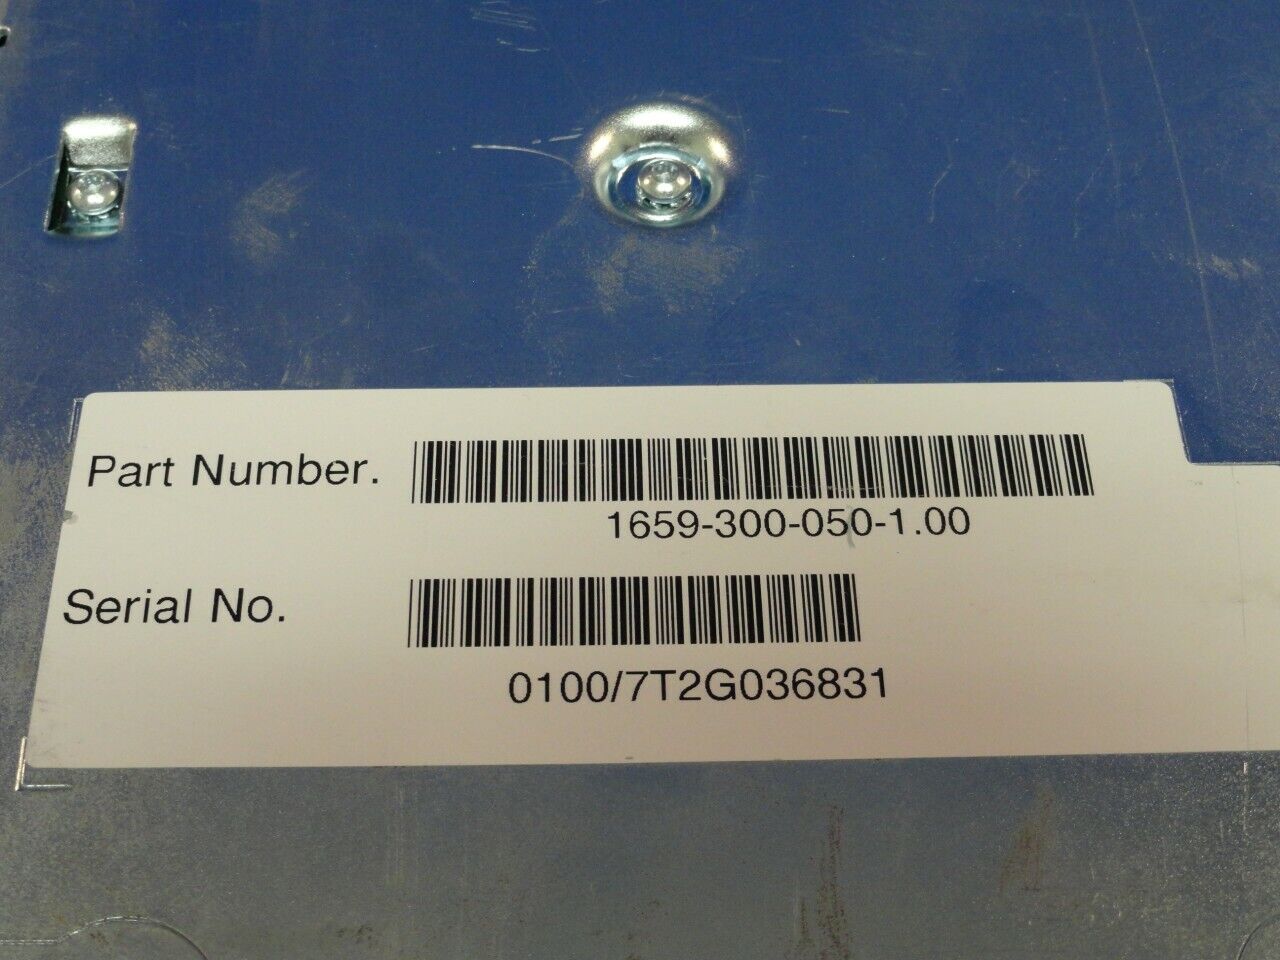 Part Number.
1659-300-050-1.00
Serial No.
0100/7T2G036831